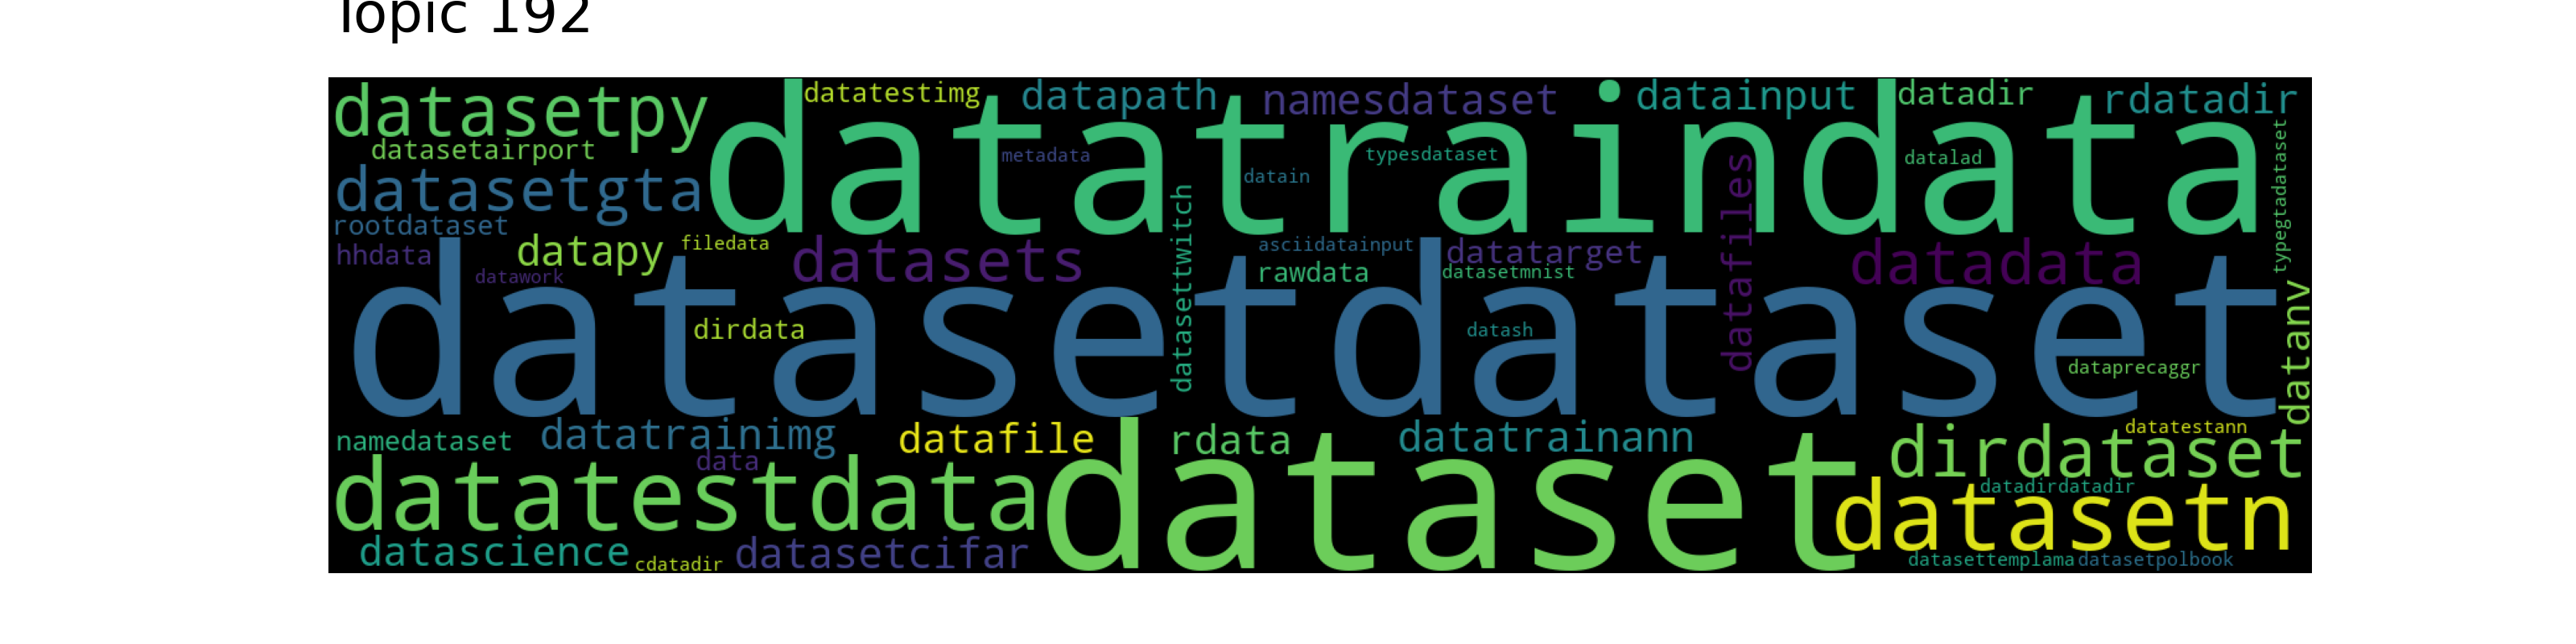 Topic 192
datasetpy
datatestimg
datapath
namesdataset
datainput
datadir
rdatadir
datatraindata
datasetairport
metadata
typesdataset
datalad
datain
datasetgta
rootdataset
datafiles
typegtadataset
hhdata
datapy
filedata
datasets
datasettwitch
asciidatainput
datatarget
datadata
datawork
rawdata
datasetmnist
datasetdataset
dirdata
datash
dataprecaggr
datanv
namedataset
datatrainimg
datafile
rdata
datatrainann
datatestann
dirdataset
data
datatestdata
dataset
datadirdatadir
datasetn
datascience
cdatadir
datasetcifar
datasettemplama
datasetpolbook